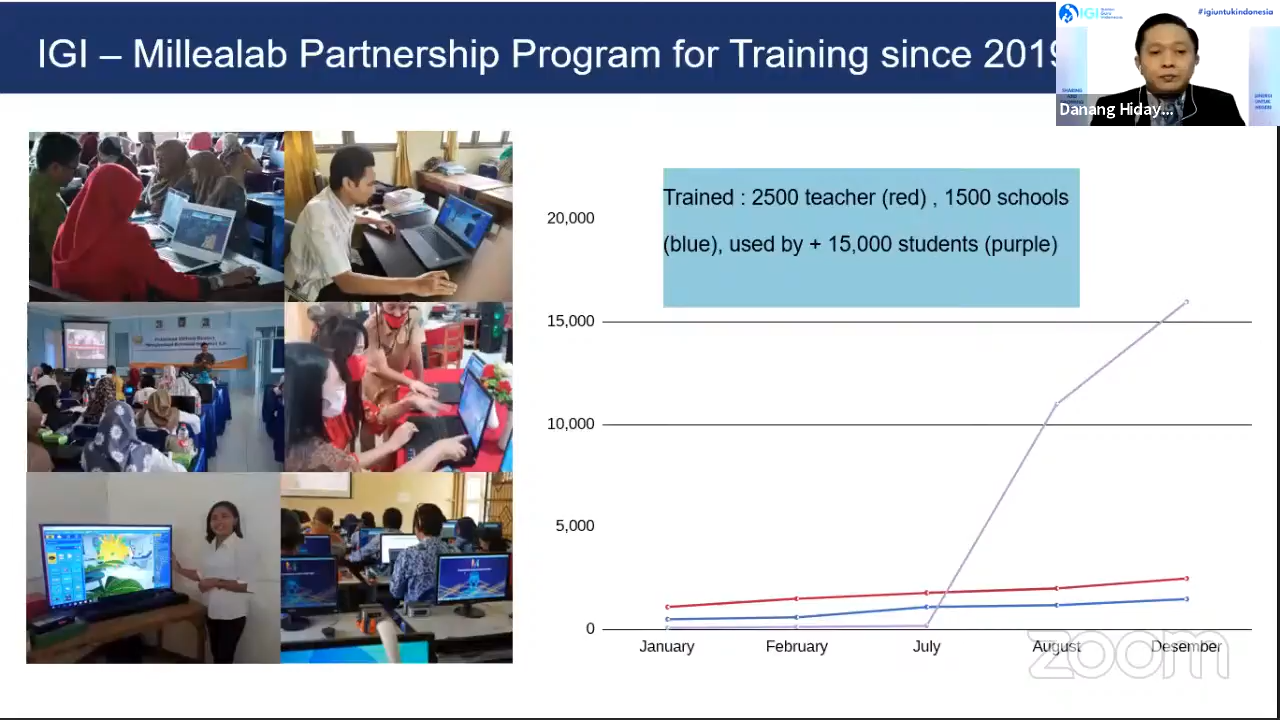 IGI – Millealab Partnership Program for Training since 2019
IGI
#igiuntukindonesia
Danang Hiday...
Trained : 2500 teacher (red) , 1500 schools
(blue), used by + 15,000 students (purple)
20,000
15,000
10,000
5,000
0
January
February
July
August
Desember
zoom